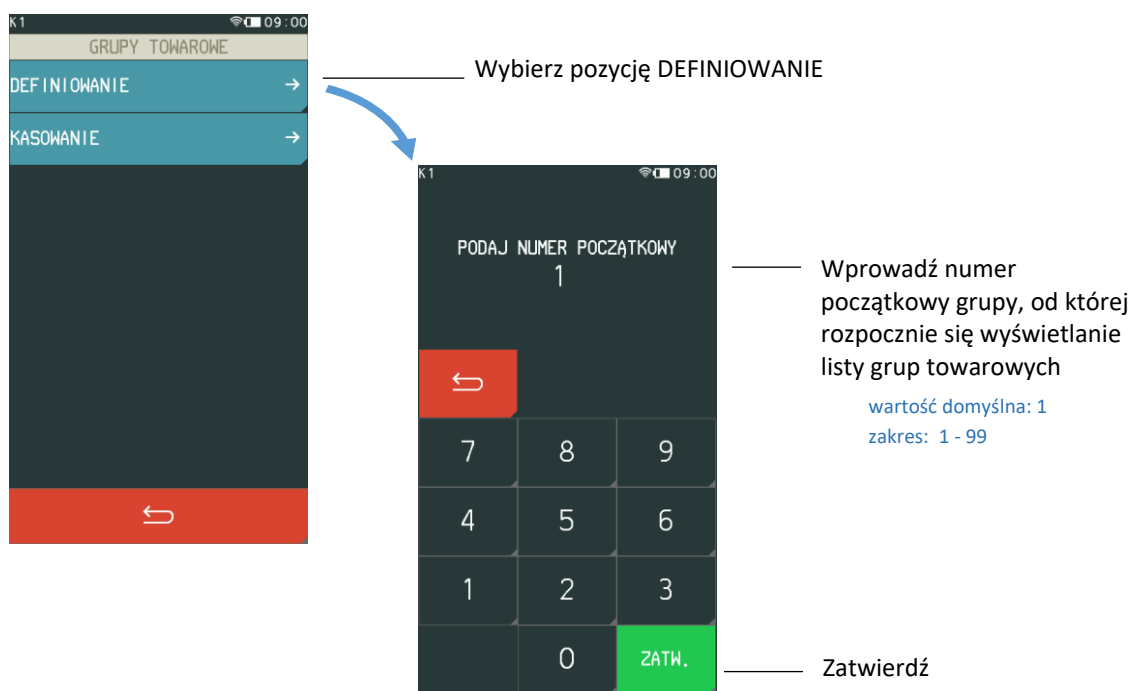 K1 09:00
GRUPY TOWAROWE
DEFINIOWANIE →
KASOWANIE →
Wybierz pozycję DEFINIOWANIE
K1 09:00
PODAJ NUMER POCZĄTKOWY
1
7 8 9
4 5 6
1 2 3
0 ZATW.
Wprowadź numer
początkowy grupy, od której
rozpocznie się wyświetlanie
listy grup towarowych
wartość domyślna: 1
zakres: 1 - 99
Zatwierdź